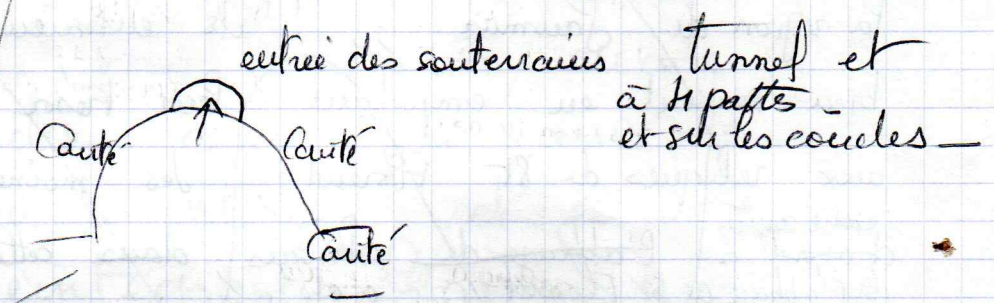 entrée des souterrains tunnel et
à 4 pattes
et sur les coudes —
Cavité
Cavité
Cavité